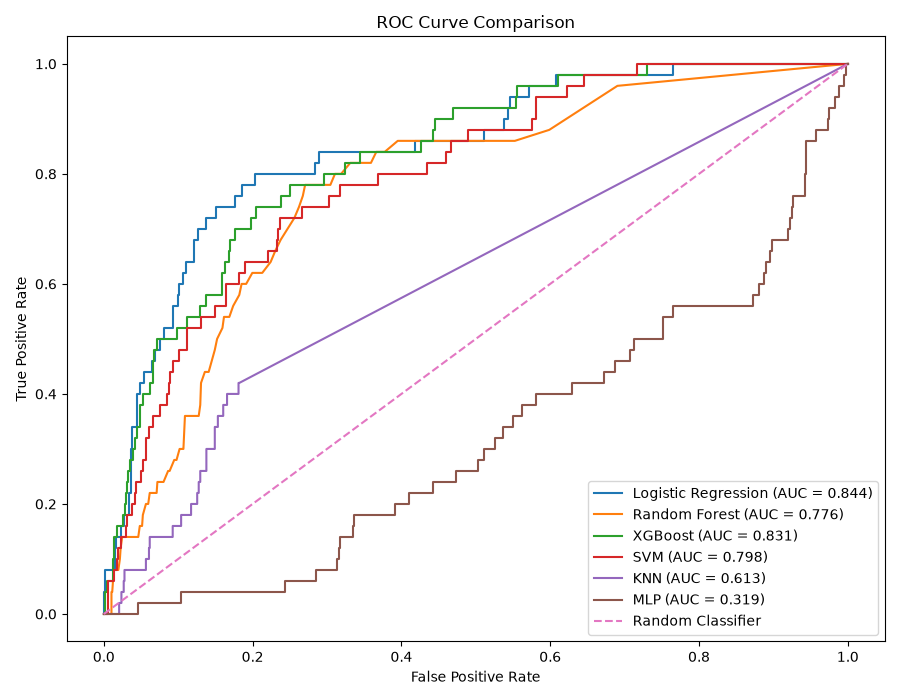 ROC Curve Comparison
True Positive Rate
1.0
0.8
0.6
0.4
0.2
0.0
0.0 0.2 0.4 0.6 0.8 1.0
False Positive Rate
Logistic Regression (AUC = 0.844)
Random Forest (AUC = 0.776)
XGBoost (AUC = 0.831)
SVM (AUC = 0.798)
KNN (AUC = 0.613)
MLP (AUC = 0.319)
Random Classifier